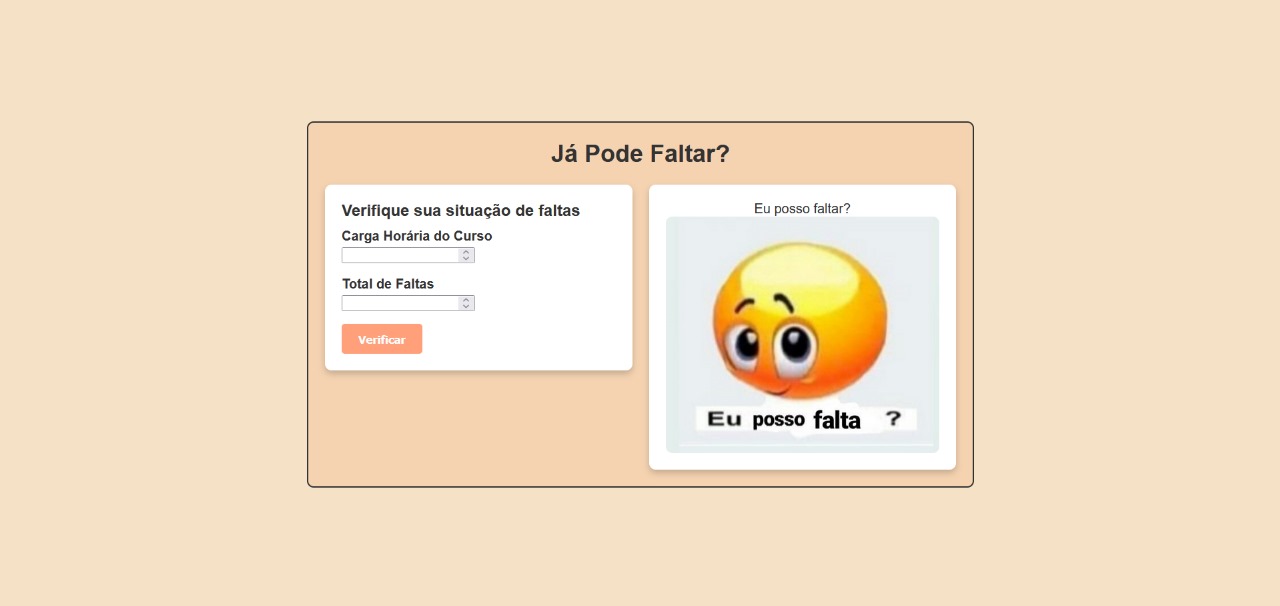 Já Pode Faltar?
Verifique sua situação de faltas
Carga Horária do Curso
Total de Faltas
Verificar
Eu posso faltar?
Eu posso falta ?